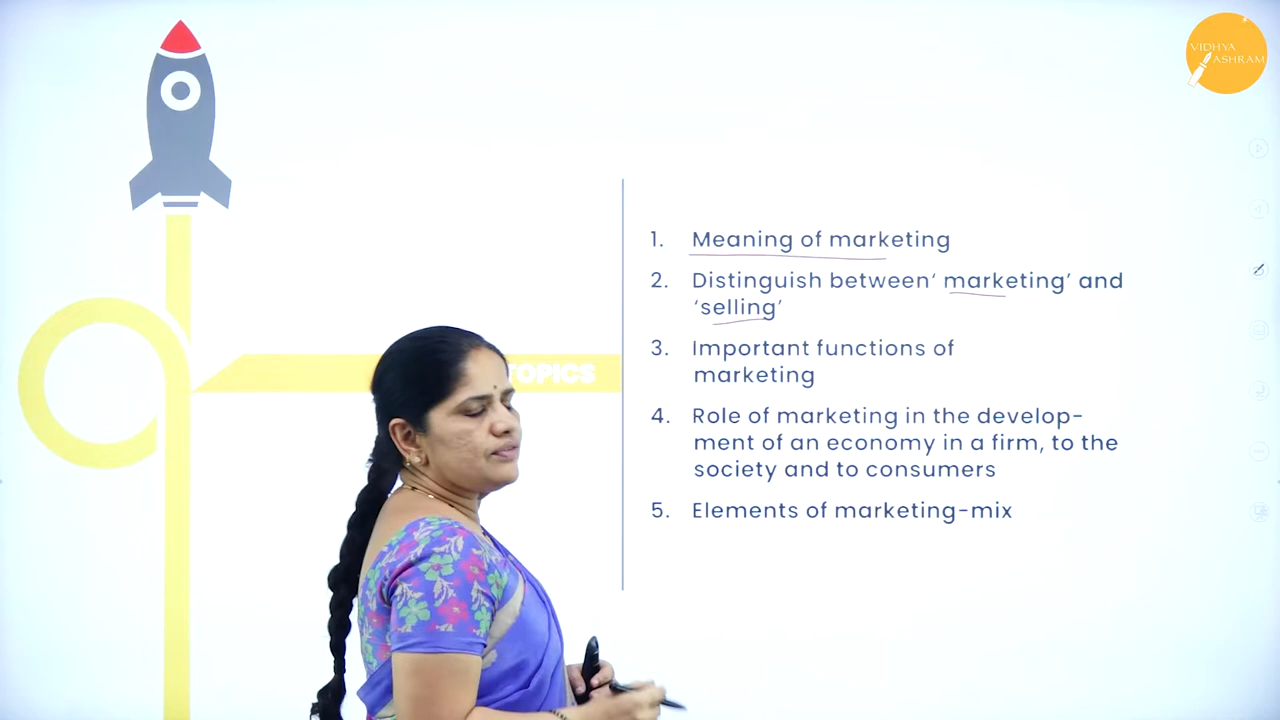 VIDHYA
ASHRAM
TOPICS
1. Meaning of marketing
2. Distinguish between‘ marketing’ and
‘selling’
3. Important functions of
marketing
4. Role of marketing in the develop-
ment of an economy in a firm, to the
society and to consumers
5. Elements of marketing-mix